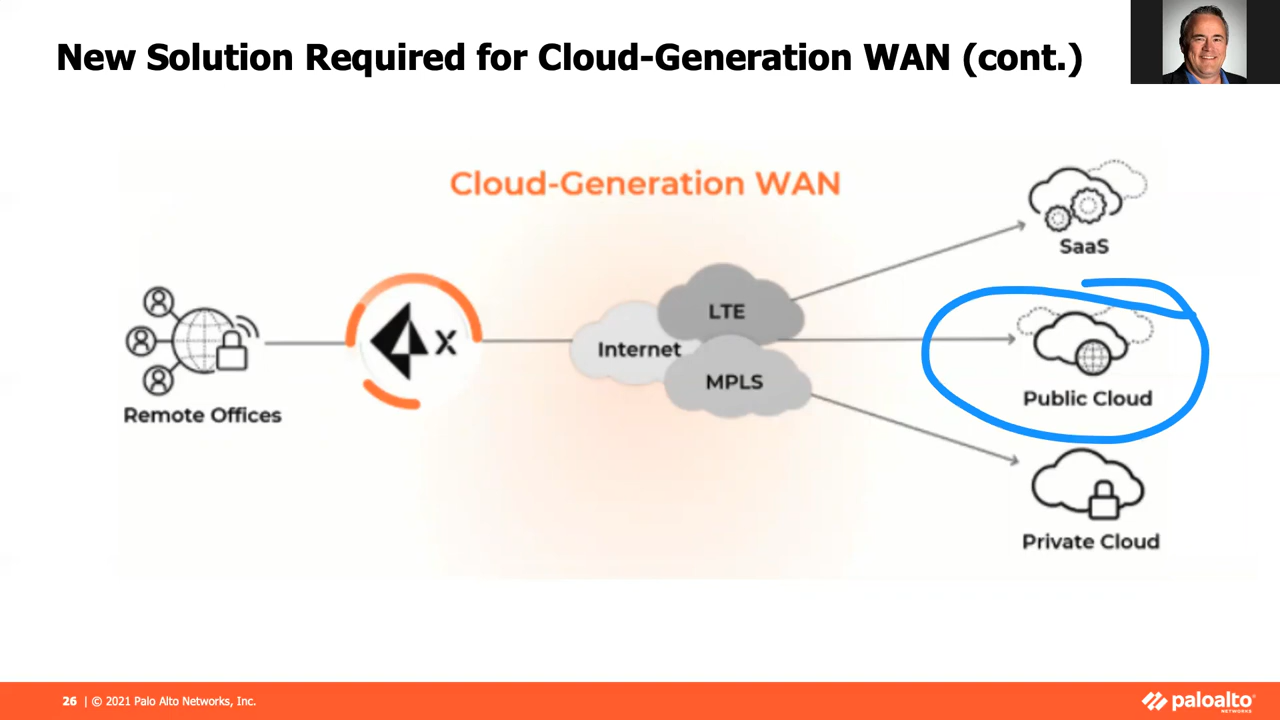 New Solution Required for Cloud-Generation WAN (cont.)
Cloud-Generation WAN
SaaS
LTE
Internet
X
MPLS
Public Cloud
Remote Offices
Private Cloud
26 | © 2021 Palo Alto Networks, Inc.
paloalto
NETWORKS